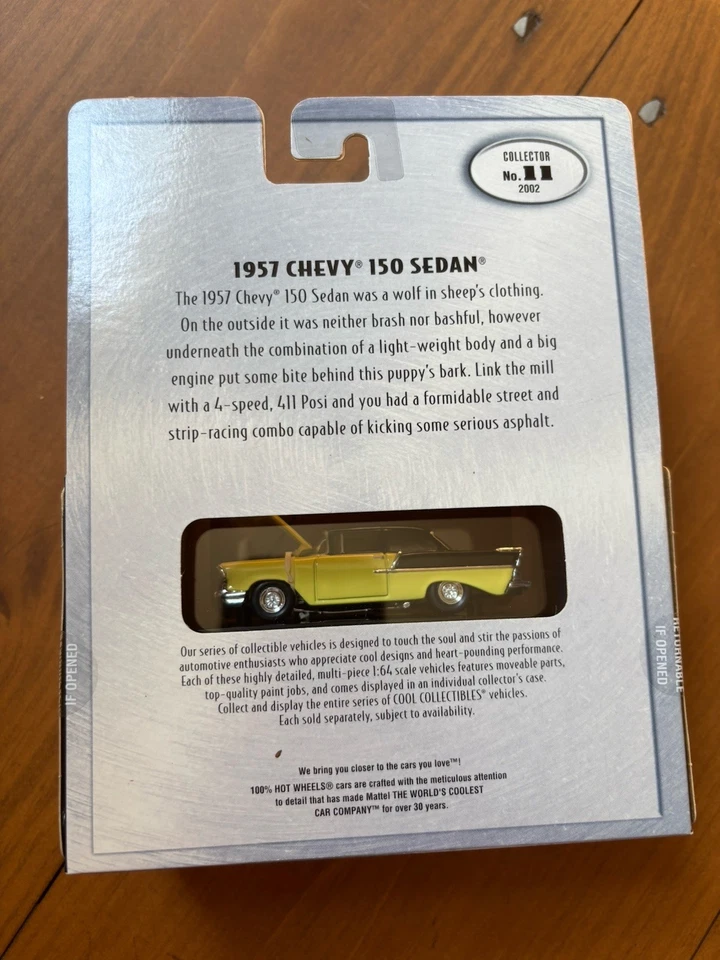 COLLECTOR
No. 11
2002
1957 CHEVY® 150 SEDAN®
The 1957 Chevy® 150 Sedan was a wolf in sheep's clothing.
On the outside it was neither brash nor bashful, however
underneath the combination of a light-weight body and a big
engine put some bite behind this puppy's bark. Link the mill
with a 4-speed, 411 Posi and you had a formidable street and
strip-racing combo capable of kicking some serious asphalt.
Our series of collectible vehicles is designed to touch the soul and stir the passions of
automotive enthusiasts who appreciate cool designs and heart-pounding performance.
Each of these highly detailed, multi-piece 1:64 scale vehicles features moveable parts,
top-quality paint jobs, and comes displayed in an individual collector's case.
Collect and display the entire series of COOL COLLECTIBLES® vehicles.
Each sold separately, subject to availability.
We bring you closer to the cars you love™!
100% HOT WHEELS® cars are crafted with the meticulous attention
to detail that has made Mattel THE WORLD'S COOLEST
CAR COMPANY™ for over 30 years.
IF OPENED
IF OPENED
RETURNABLE